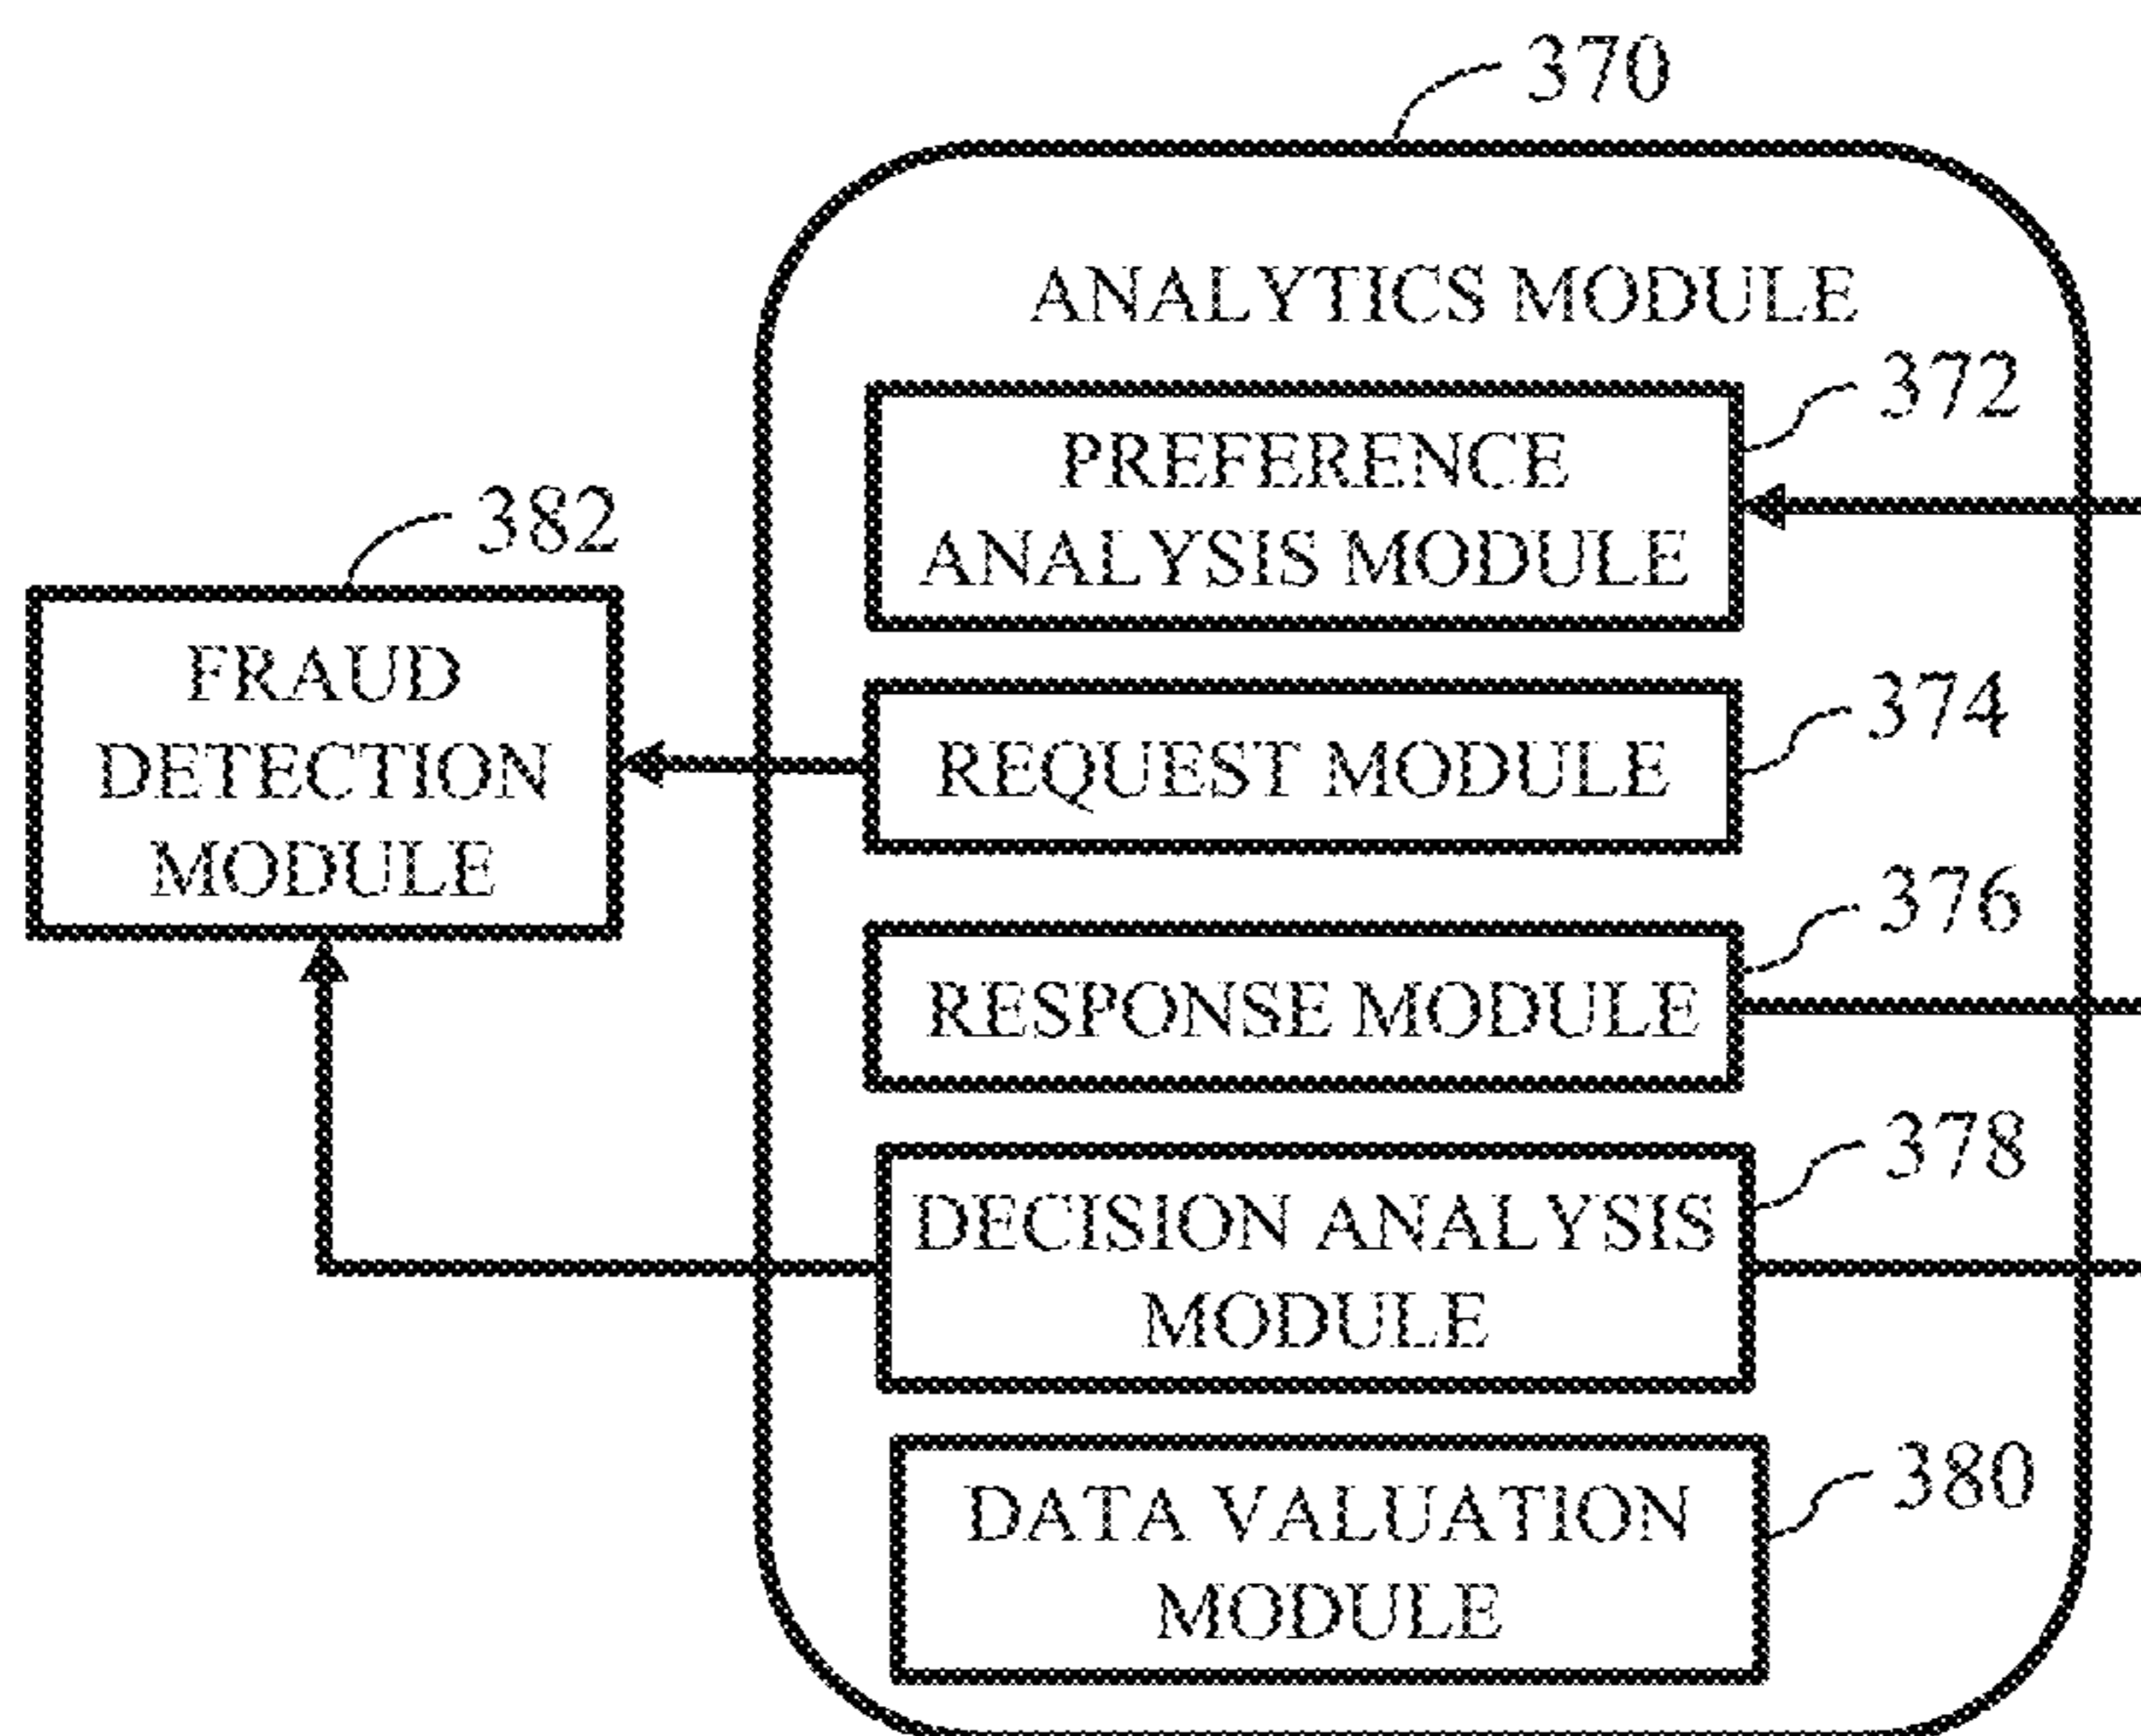 370
ANALYTICS MODULE
372
PREFERENCE
ANALYSIS MODULE
382
FRAUD
DETECTION
MODULE
374
REQUEST MODULE
376
RESPONSE MODULE
378
DECISION ANALYSIS
MODULE
380
DATA VALUATION
MODULE